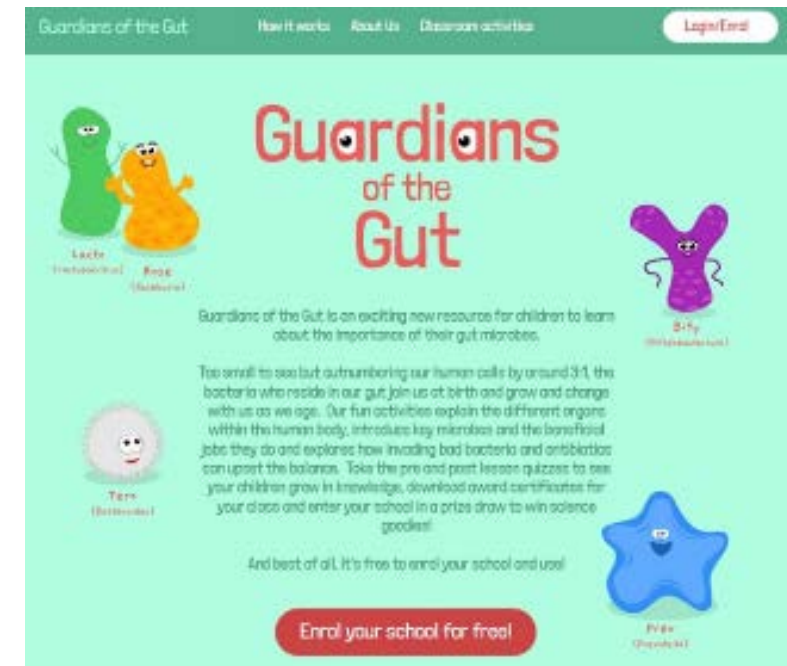 Guardians of the Gut
How it works About Us Classroom activities
Login/Enrol
Guardians
of the
Gut
Lacto
(Lactobacillus)
Rose
Bify
(Bifidobacterium)
Guardians of the Gut is an exciting new resource for children to learn
about the importance of their gut microbes.
Too small to see but outnumbering our human cells by around 3:1, the
bacteria who reside in our gut join us at birth and grow and change
with us as we age. Our fun activities explain the different organs
within the human body, introduce key microbes and the beneficial
jobs they do and explores how invading bad bacteria and antibiotics
can upset the balance. Take the pre and post lesson quizzes to see
your children grow in knowledge, download award certificates for
your class and enter your school in a prize draw to win science
goodies!
And best of all, it's free to enrol your school and use!
Enrol your school for free!